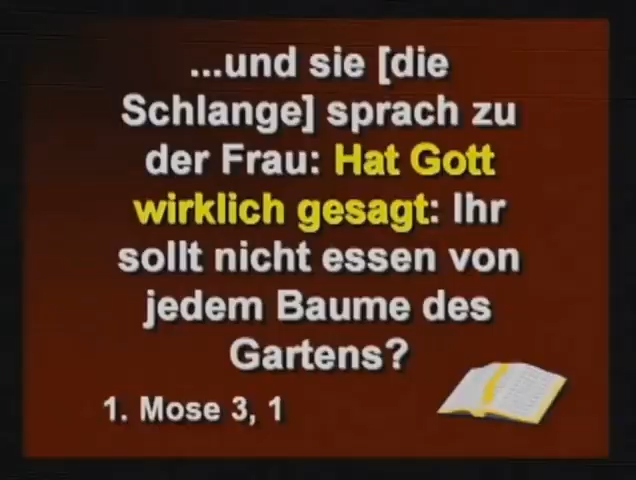 ...und sie [die
Schlange] sprach zu
der Frau: Hat Gott
wirklich gesagt: Ihr
sollt nicht essen von
jedem Baume des
Gartens?
1. Mose 3, 1